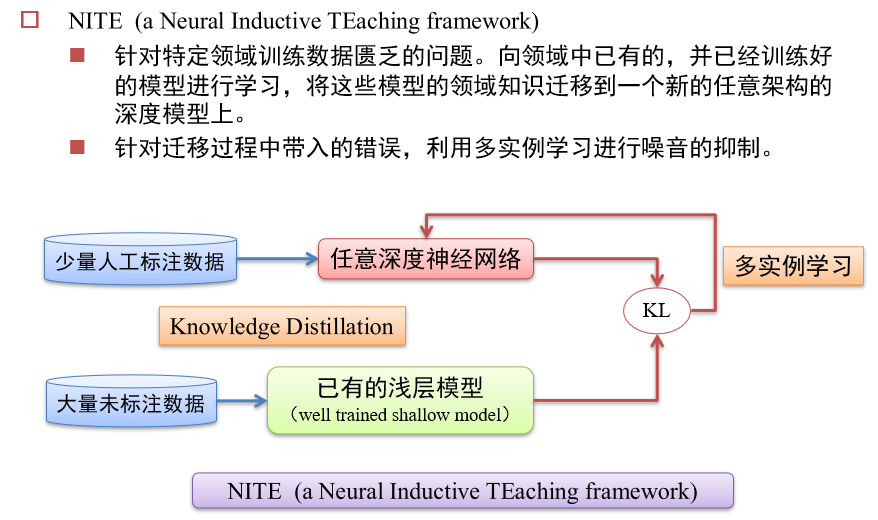 NITE (a Neural Inductive TEaching framework)
针对特定领域训练数据匮乏的问题。向领域中已有的，并已经训练好
的模型进行学习，将这些模型的领域知识迁移到一个新的任意架构的
深度模型上。
针对迁移过程中带入的错误，利用多实例学习进行噪音的抑制。
少量人工标注数据
任意深度神经网络
多实例学习
KL
Knowledge Distillation
大量未标注数据
已有的浅层模型
（well trained shallow model）
NITE (a Neural Inductive TEaching framework)